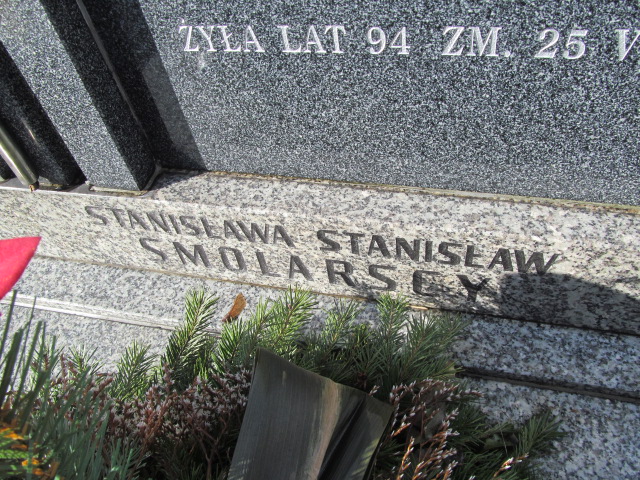 ŻYŁA LAT 94 ZM. 25 V
STANISŁAWA STANISŁAW
SMOLARSCY